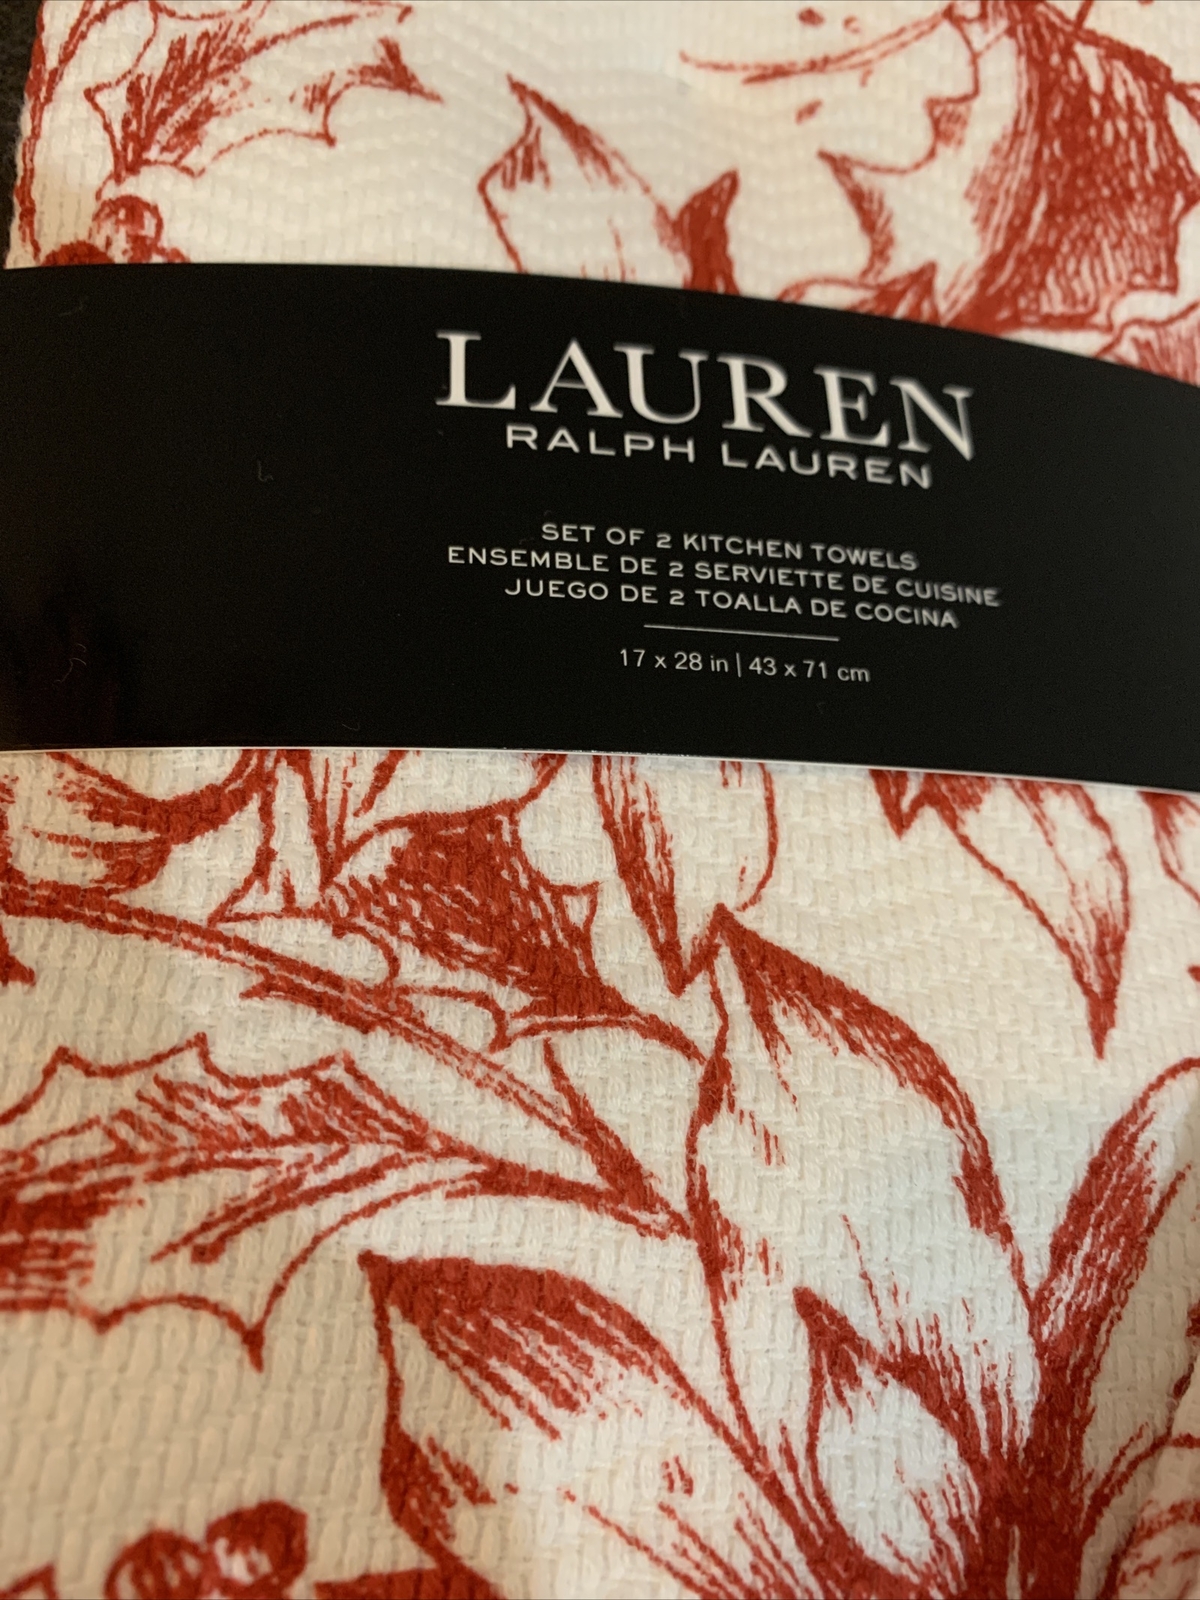 LAUREN
RALPH LAUREN
SET OF 2 KITCHEN TOWELS
ENSEMBLE DE 2 SERVIETTE DE CUISINE
JUEGO DE 2 TOALLA DE COCINA
17 x 28 in | 43 x 71 cm